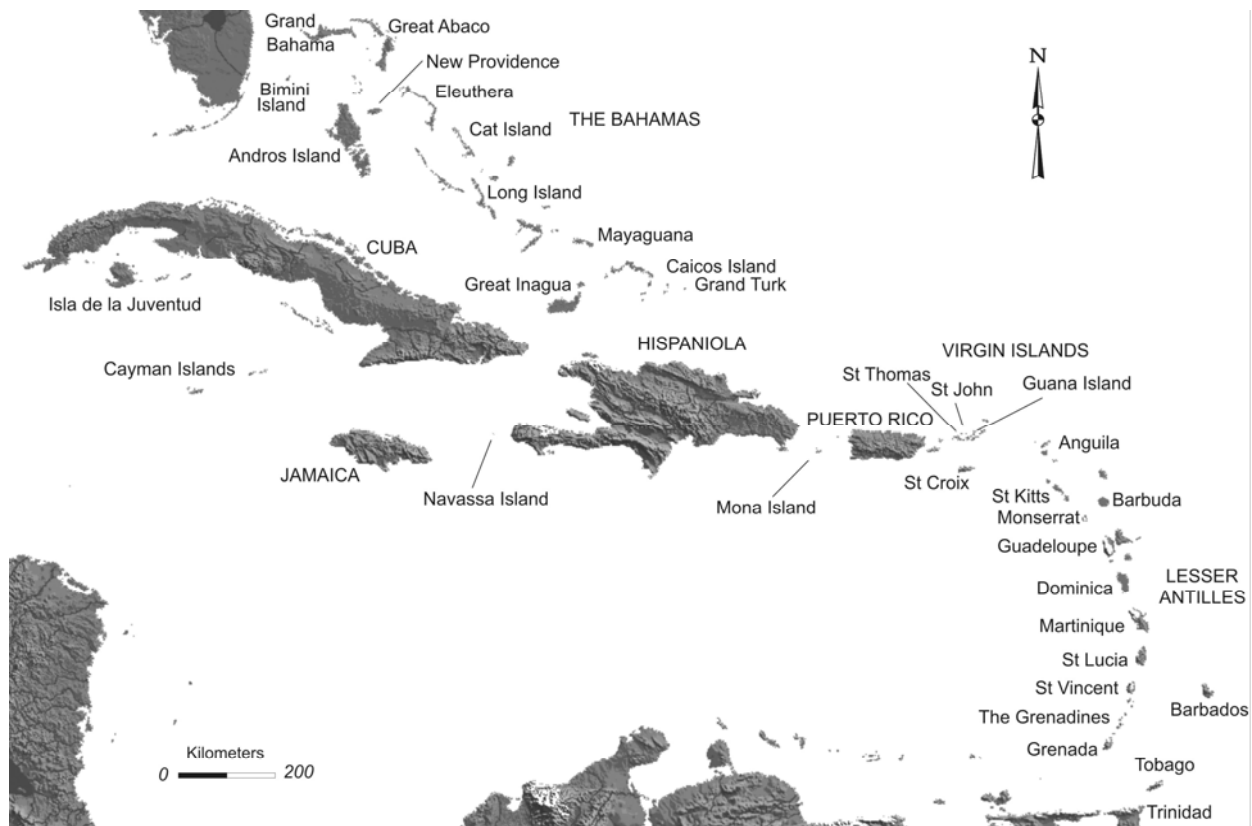 Grand
Bahama
Great Abaco
New Providence
Bimini
Island
Eleuthera
N
THE BAHAMAS
Cat Island
Andros Island
Long Island
Mayaguana
CUBA
Caicos Island
Great Inagua
Grand Turk
Isla de la Juventud
HISPANIOLA
VIRGIN ISLANDS
Cayman Islands
St Thomas
St John
Guana Island
PUERTO RICO
Anguila
JAMAICA
Navassa Island
Mona Island
St Croix
St Kitts
Barbuda
Monserrat
Guadeloupe
Dominica
LESSER
ANTILLES
Martinique
St Lucia
St Vincent
Barbados
The Grenadines
Grenada
Kilometers
0 200
Tobago
Trinidad